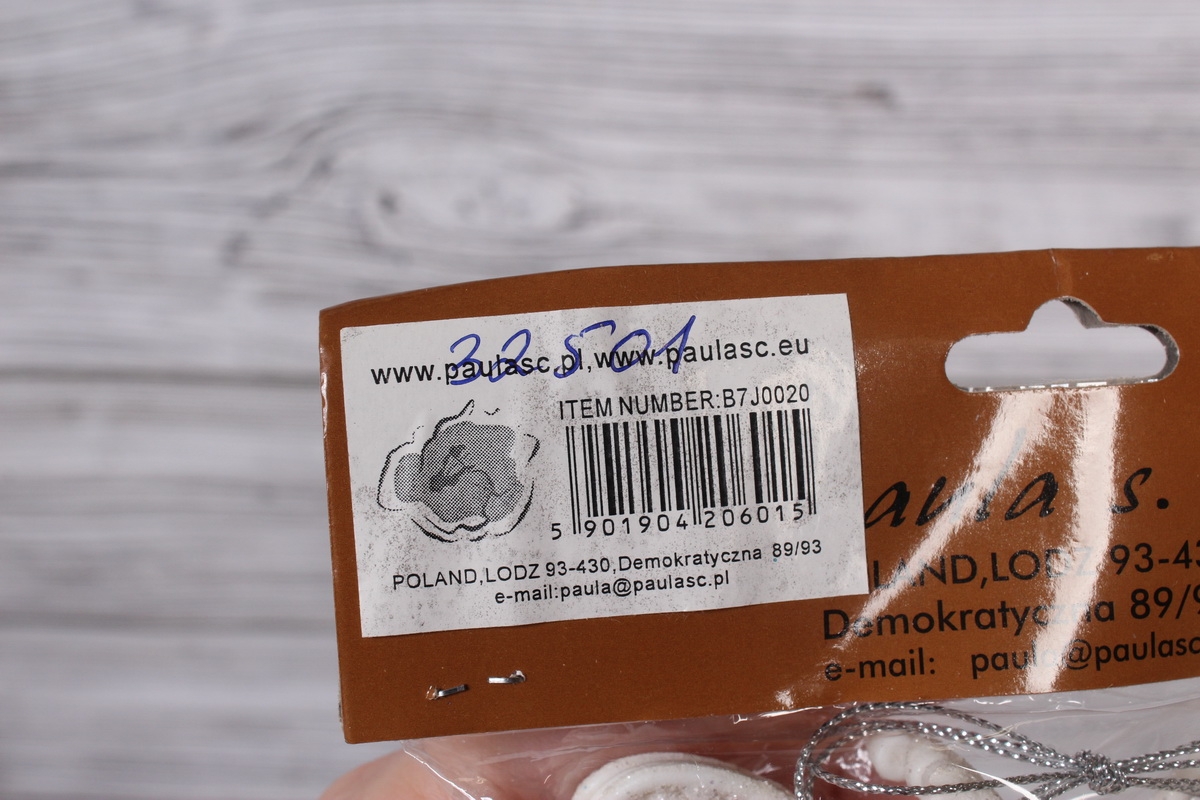 32501
www.paulasc.pl,www.paulasc.eu
ITEM NUMBER:B7J0020
5 901904 206015
POLAND,LODZ 93-430,Demokratyczna 89/93
e-mail:paula@paulasc.pl
aula s.
LAND,LODZ 93-43
Demokratyczna 89/9
e-mail: paula@paulasc